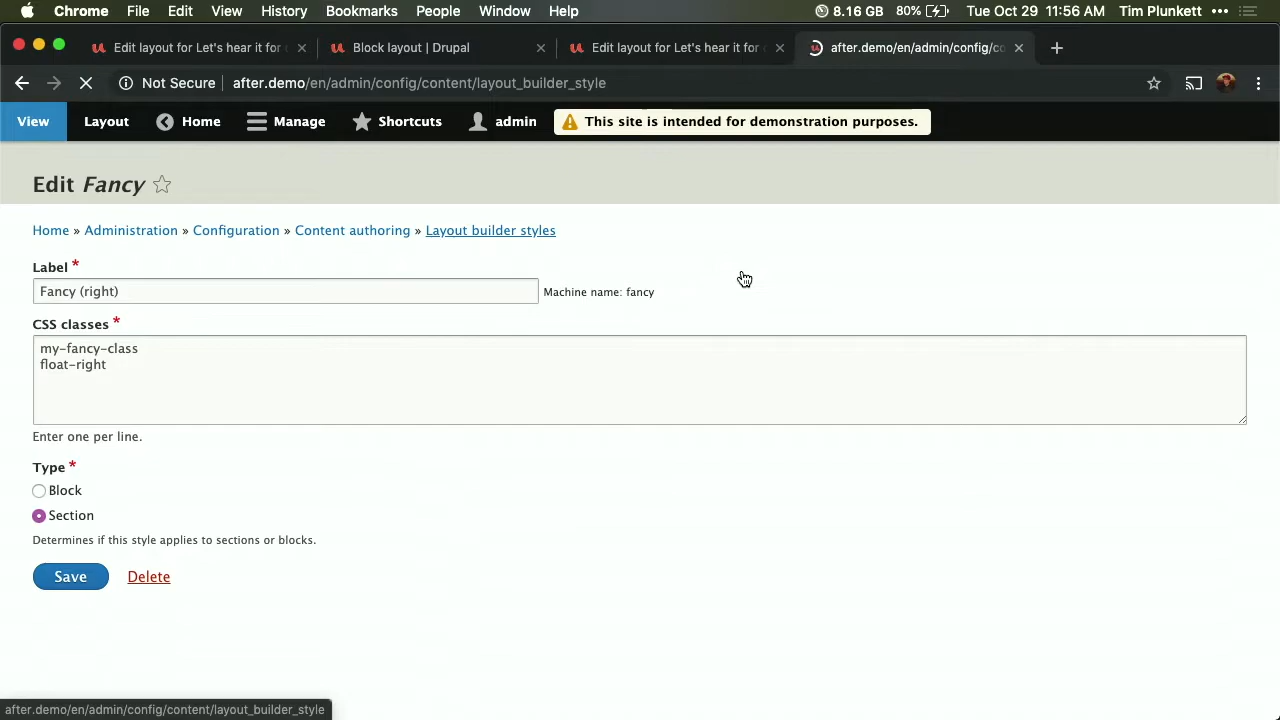 Chrome File Edit View History Bookmarks People Window Help 8.16 GB 80% Tue Oct 29 11:56 AM Tim Plunkett
Edit layout for Let's hear it for Block layout | Drupal Edit layout for Let's hear it for after.demo/en/admin/config/co
Not Secure after.demo/en/admin/config/content/layout_builder_style
View Layout Home Manage Shortcuts admin This site is intended for demonstration purposes.
Edit Fancy
Home » Administration » Configuration » Content authoring » Layout builder styles
Label *
Fancy (right) Machine name: fancy
CSS classes *
my-fancy-class
float-right
Enter one per line.
Type *
Block
Section
Determines if this style applies to sections or blocks.
Save Delete
after.demo/en/admin/config/content/layout_builder_style